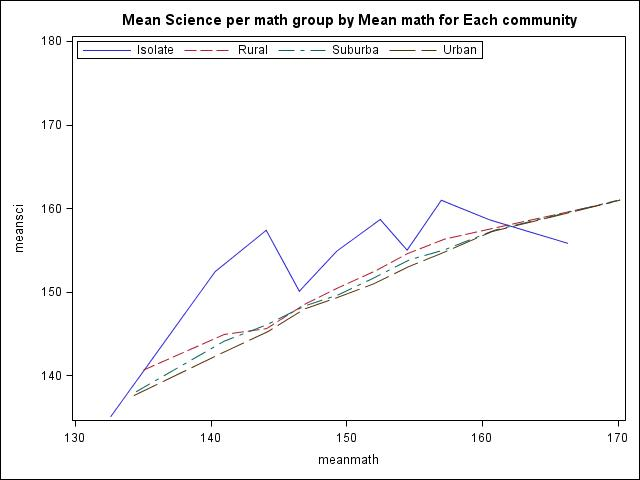 Mean Science per math group by Mean math for Each community
Isolate Rural Suburba Urban
180
170
160
150
140
meansci
130 140 150 160 170
meanmath